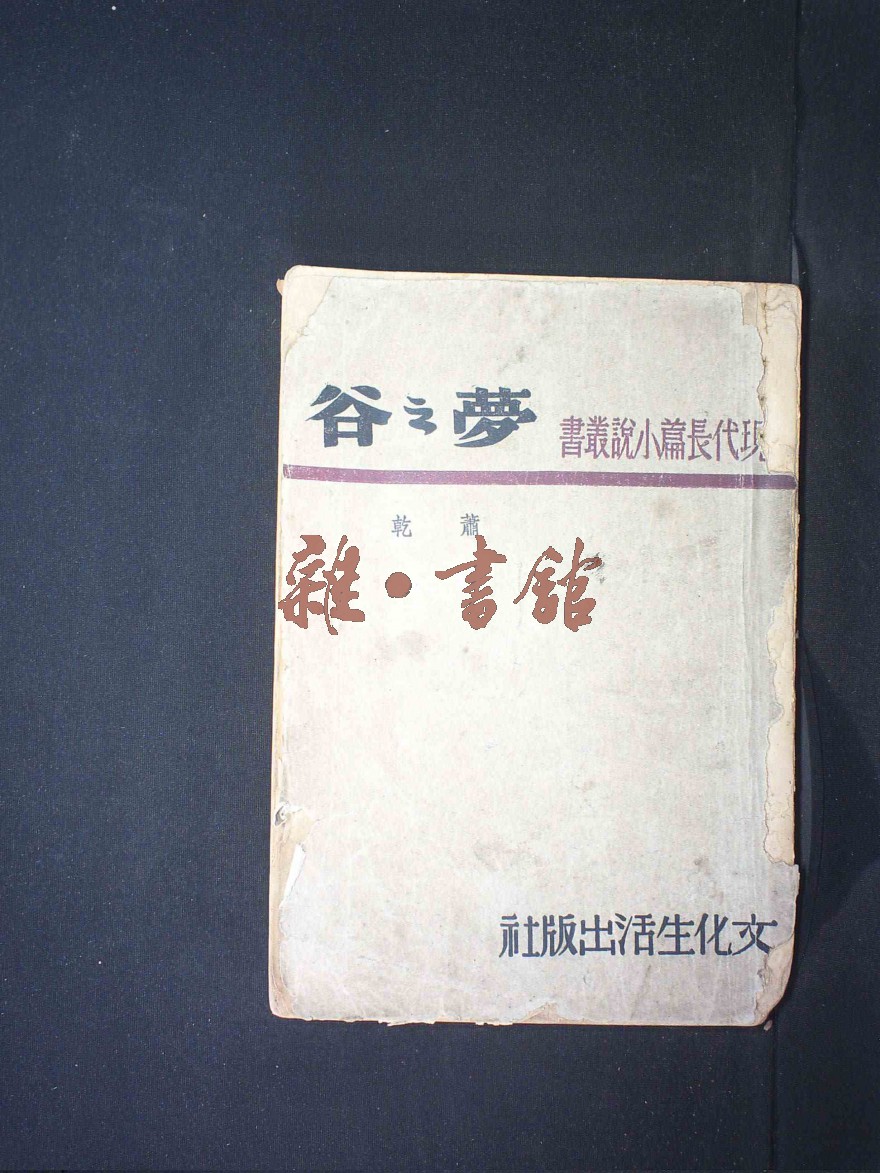 現代長篇小說叢書
夢之谷
蕭乾
雜•書館
文化生活出版社